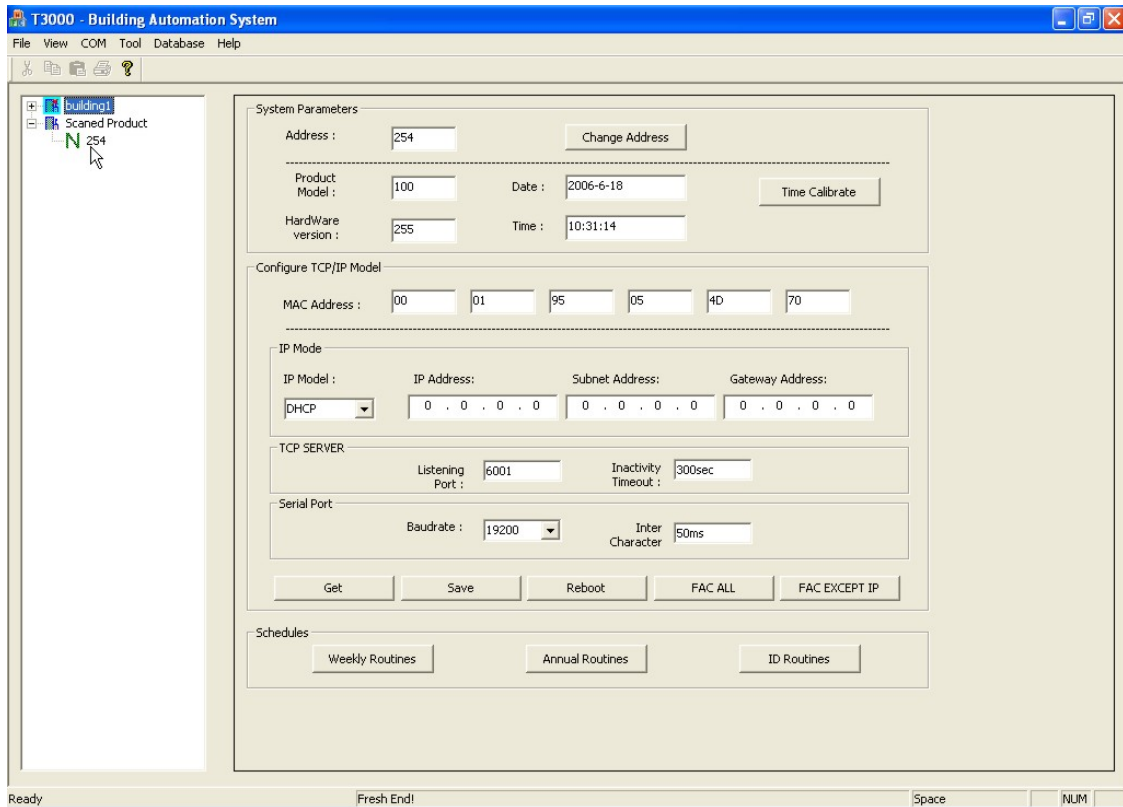 T3000 - Building Automation System
File View COM Tool Database Help
building1
Scaned Product
254
System Parameters
Address : 254 Change Address
Product Model : 100 Date : 2006-6-18 Time Calibrate
HardWare version : 255 Time : 10:31:14
Configure TCP/IP Model
MAC Address : 00 01 95 05 4D 70
IP Mode
IP Model : IP Address: Subnet Address: Gateway Address:
DHCP 0 . 0 . 0 . 0 0 . 0 . 0 . 0 0 . 0 . 0 . 0
TCP SERVER
Listening Port : 6001 Inactivity Timeout : 300sec
Serial Port
Baudrate : 19200 Inter Character 50ms
Get Save Reboot FAC ALL FAC EXCEPT IP
Schedules
Weekly Routines Annual Routines ID Routines
Ready Fresh End! Space NUM